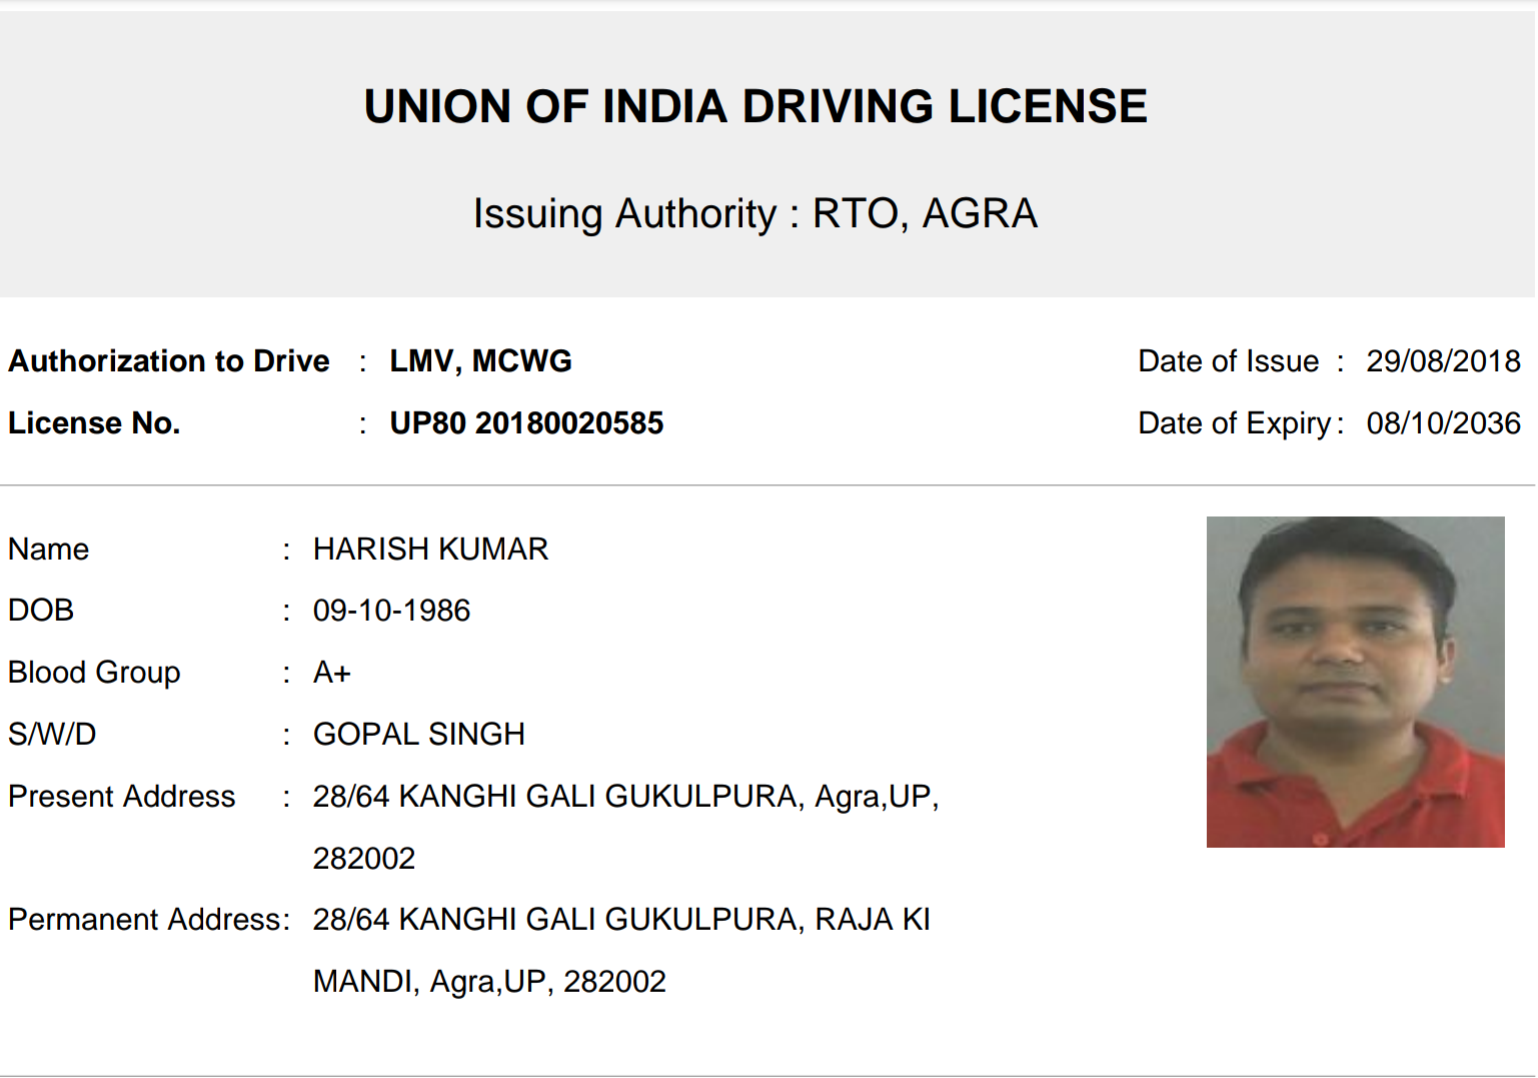 UNION OF INDIA DRIVING LICENSE
Issuing Authority : RTO, AGRA
Authorization to Drive : LMV, MCWG Date of Issue : 29/08/2018
License No. : UP80 20180020585 Date of Expiry : 08/10/2036
Name : HARISH KUMAR
DOB : 09-10-1986
Blood Group : A+
S/W/D : GOPAL SINGH
Present Address : 28/64 KANGHI GALI GUKULPURA, Agra,UP,
282002
Permanent Address: 28/64 KANGHI GALI GUKULPURA, RAJA KI
MANDI, Agra,UP, 282002